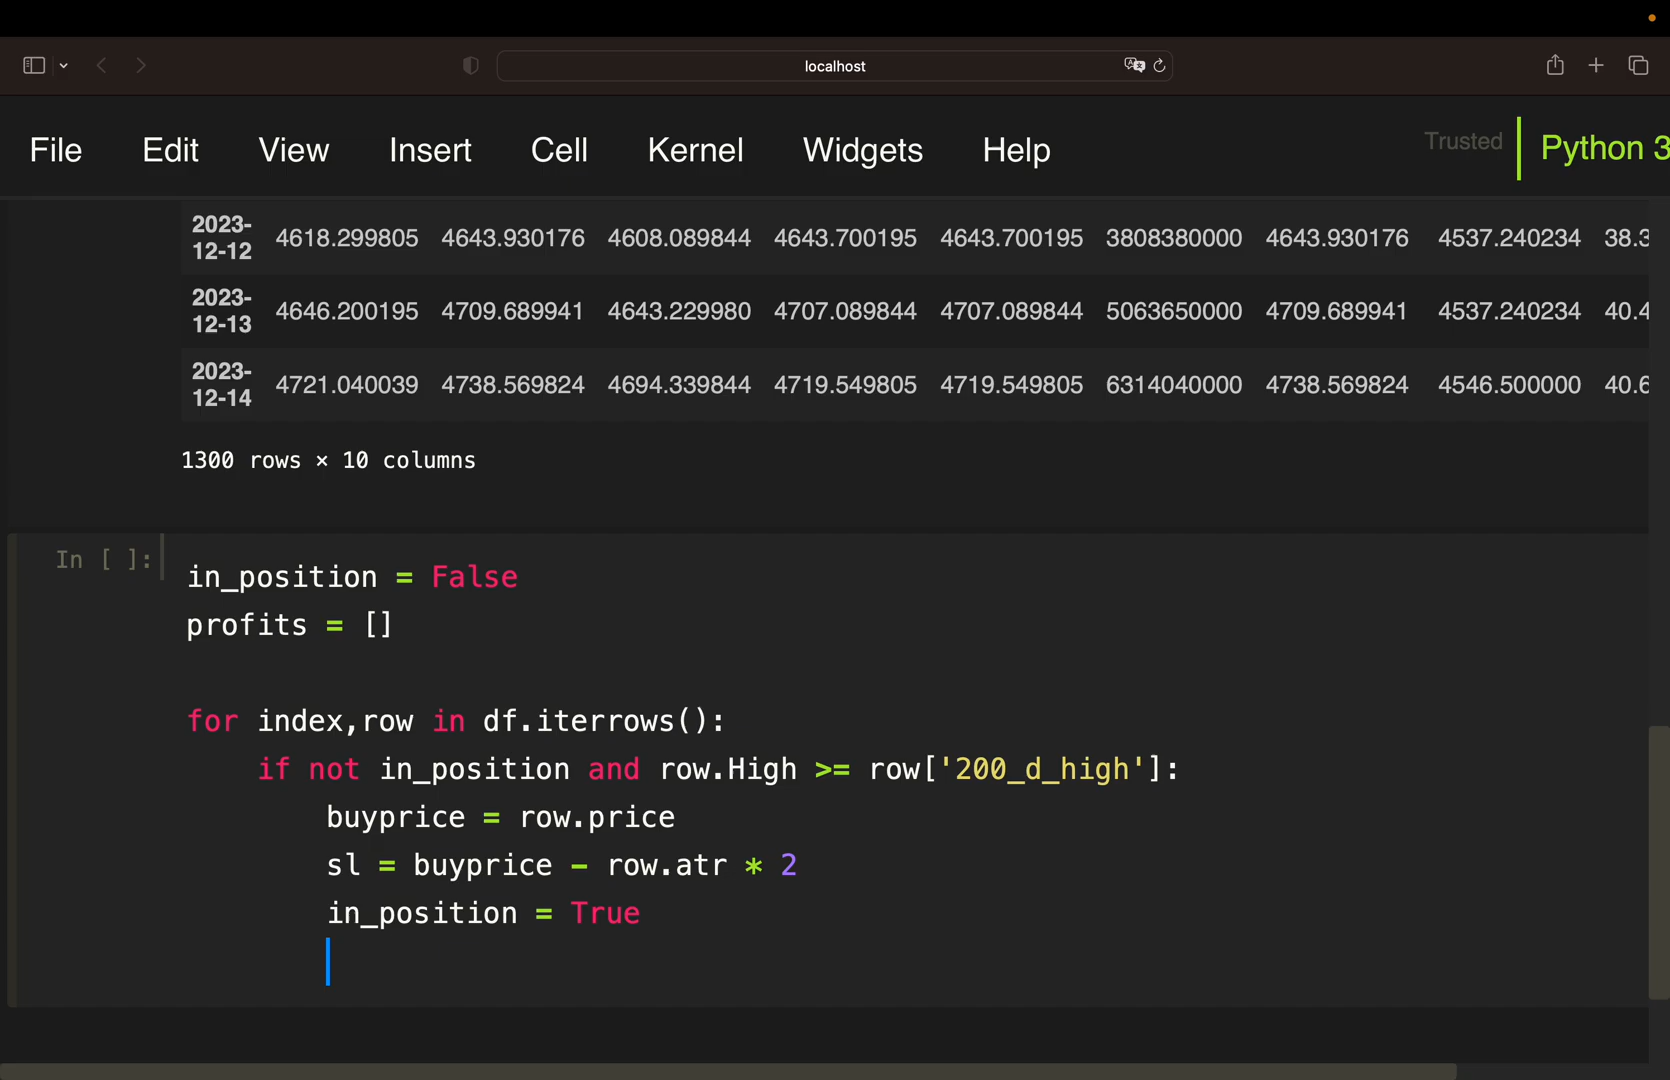 localhost
File Edit View Insert Cell Kernel Widgets Help Trusted Python 3
2023-
12-12 4618.299805 4643.930176 4608.089844 4643.700195 4643.700195 3808380000 4643.930176 4537.240234 38.3
2023-
12-13 4646.200195 4709.689941 4643.229980 4707.089844 4707.089844 5063650000 4709.689941 4537.240234 40.4
2023-
12-14 4721.040039 4738.569824 4694.339844 4719.549805 4719.549805 6314040000 4738.569824 4546.500000 40.6
1300 rows × 10 columns
In [ ]:
in_position = False
profits = []
for index,row in df.iterrows():
if not in_position and row.High >= row['200_d_high']:
buyprice = row.price
sl = buyprice - row.atr * 2
in_position = True